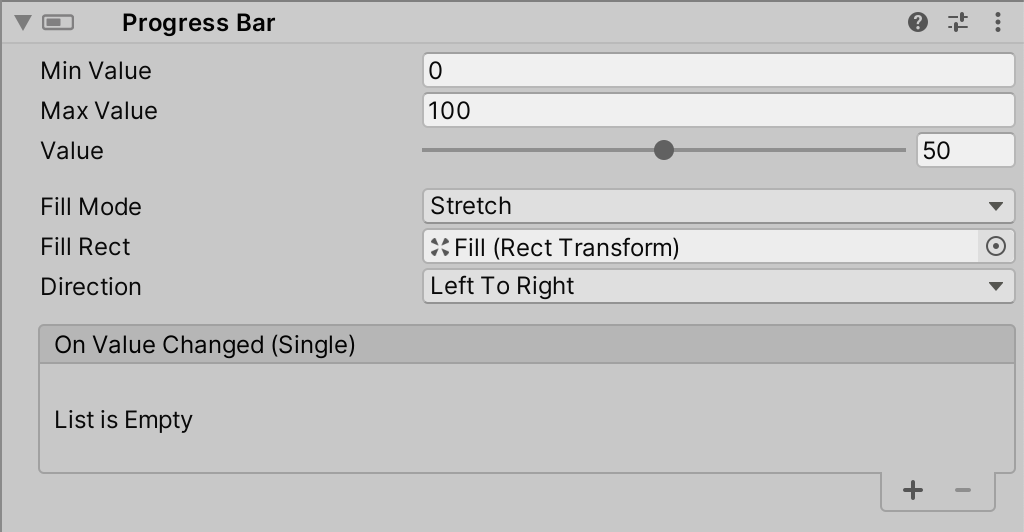 Progress Bar
Min Value 0
Max Value 100
Value 50
Fill Mode Stretch
Fill Rect Fill (Rect Transform)
Direction Left To Right
On Value Changed (Single)
List is Empty